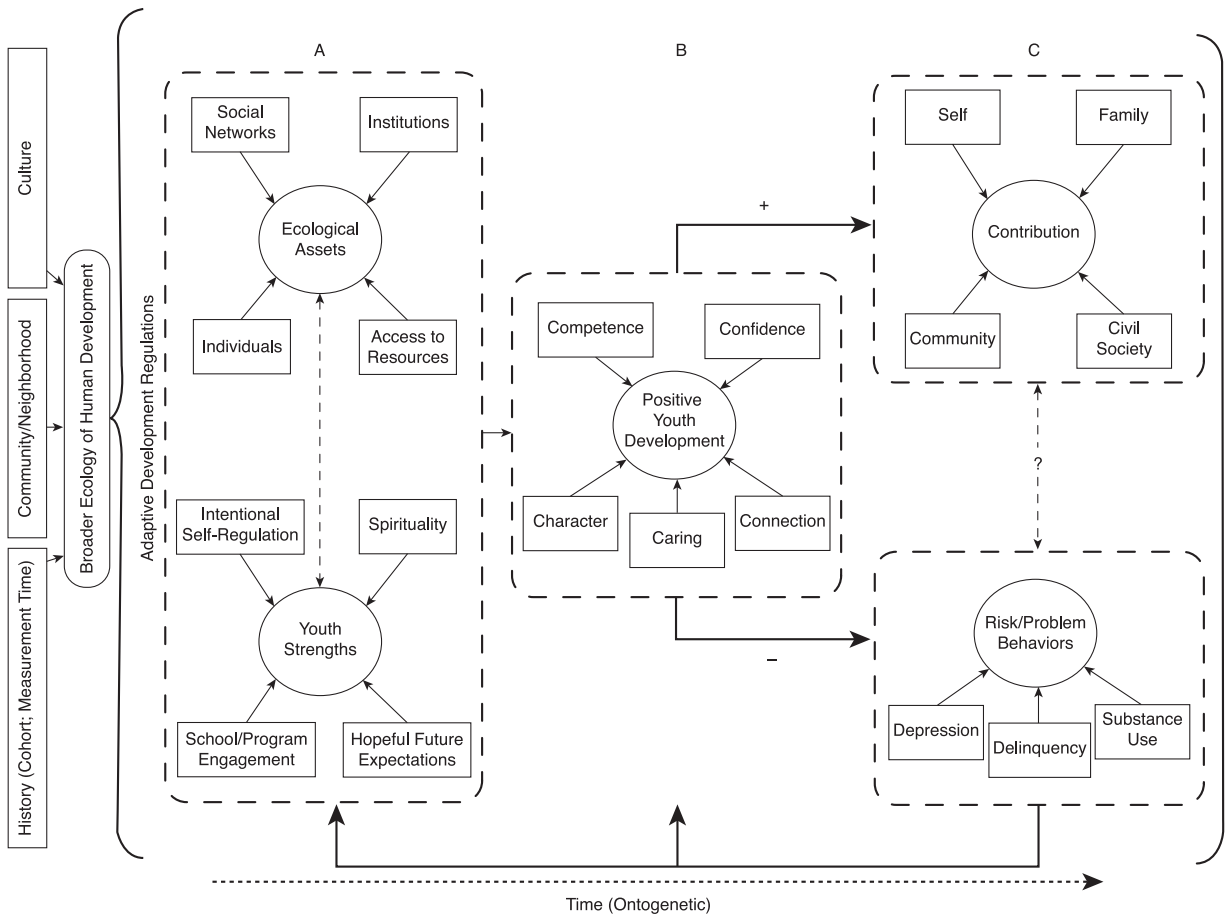 A
B
C
Culture
Community/Neighborhood
History (Cohort; Measurement Time)
Broader Ecology of Human Development
Adaptive Development Regulations
Social
Networks
Institutions
Ecological
Assets
Individuals
Access to
Resources
Intentional
Self-Regulation
Spirituality
Youth
Strengths
School/Program
Engagement
Hopeful Future
Expectations
Competence
Confidence
Positive
Youth
Development
Character
Caring
Connection
+
–
Self
Family
Contribution
Community
Civil
Society
?
Risk/Problem
Behaviors
Depression
Delinquency
Substance
Use
Time (Ontogenetic)